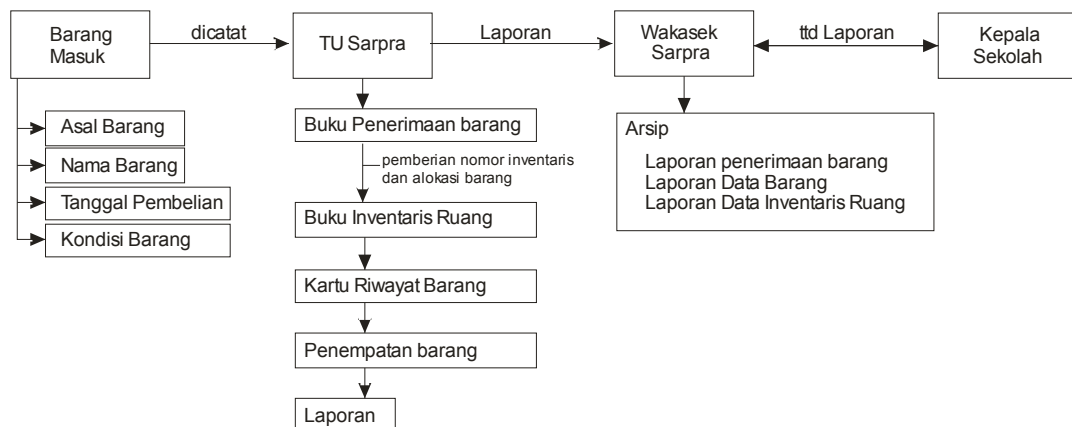 Barang
Masuk
dicatat
TU Sarpra
Laporan
Wakasek
Sarpra
ttd Laporan
Kepala
Sekolah
Asal Barang
Nama Barang
Tanggal Pembelian
Kondisi Barang
Buku Penerimaan barang
pemberian nomor inventaris
dan alokasi barang
Buku Inventaris Ruang
Kartu Riwayat Barang
Penempatan barang
Laporan
Arsip
Laporan penerimaan barang
Laporan Data Barang
Laporan Data Inventaris Ruang